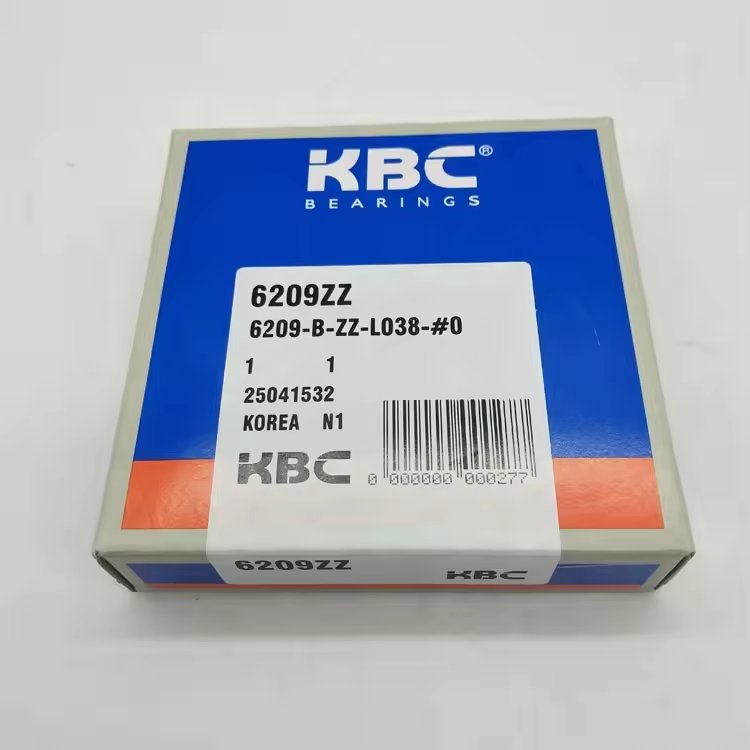 KBC®
BEARINGS
6209ZZ
6209-B-ZZ-L038-#0
1 1
25041532
KOREA N1
KBC
0 000000 000277
6209ZZ
KBC